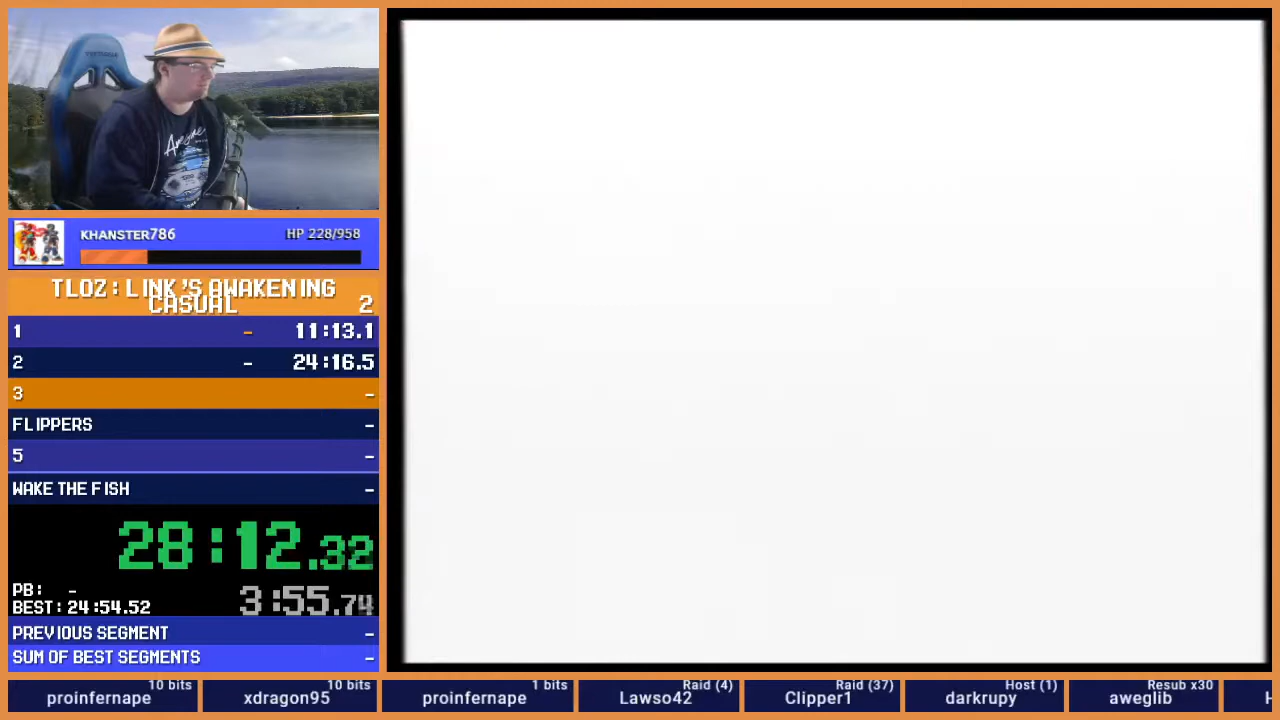 KHANSTER786 HP 228/958
TLOZ: LINK'S AWAKENING
CASUAL 2
1 - 11:13.1
2 - 24:16.5
3 -
FLIPPERS -
5 -
WAKE THE FISH -
28:12.32
PB: -
BEST: 24:54.52 3:55.74
PREVIOUS SEGMENT -
SUM OF BEST SEGMENTS -
10 bits 10 bits 1 bits Raid (4) Raid (37) Host (1) Resub x30
proinfernape xdragon95 proinfernape Lawso42 Clipper1 darkrupy aweglib